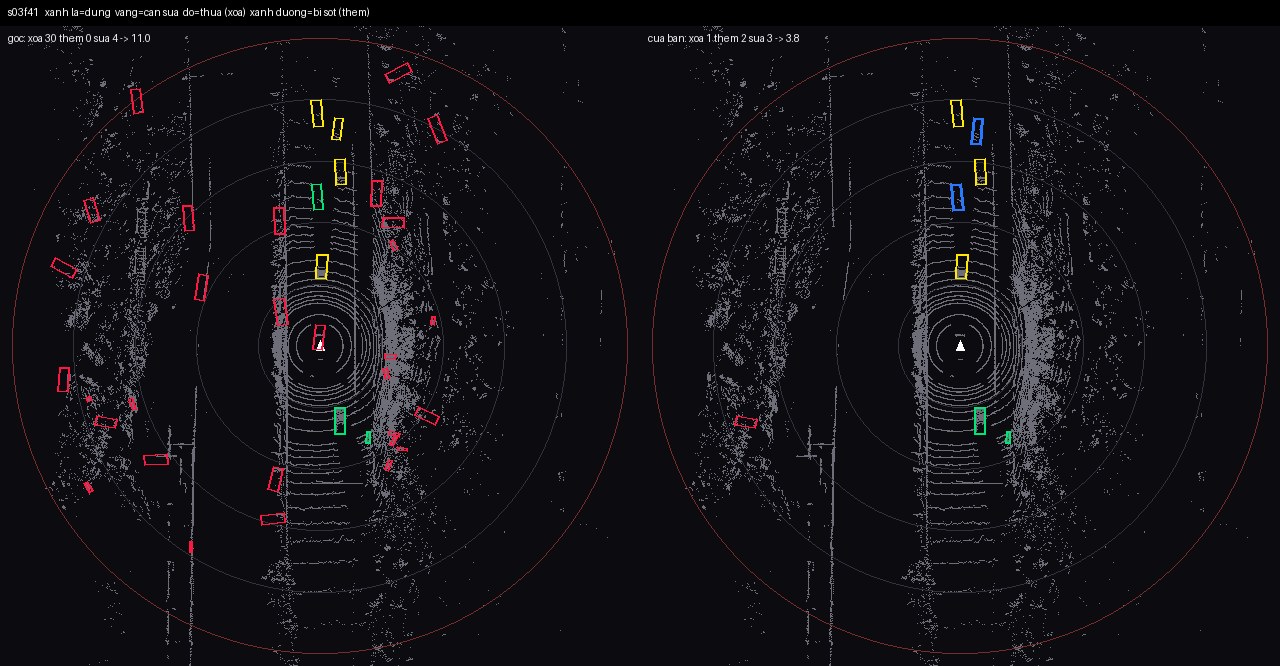 s03f41 xanh la=dung vang=can sua do=thua (xoa) xanh duong=bi sot (them)
goc: xoa 30 them 0 sua 4 -> 11.0
cua ban: xoa 1 them 2 sua 3 -> 3.8